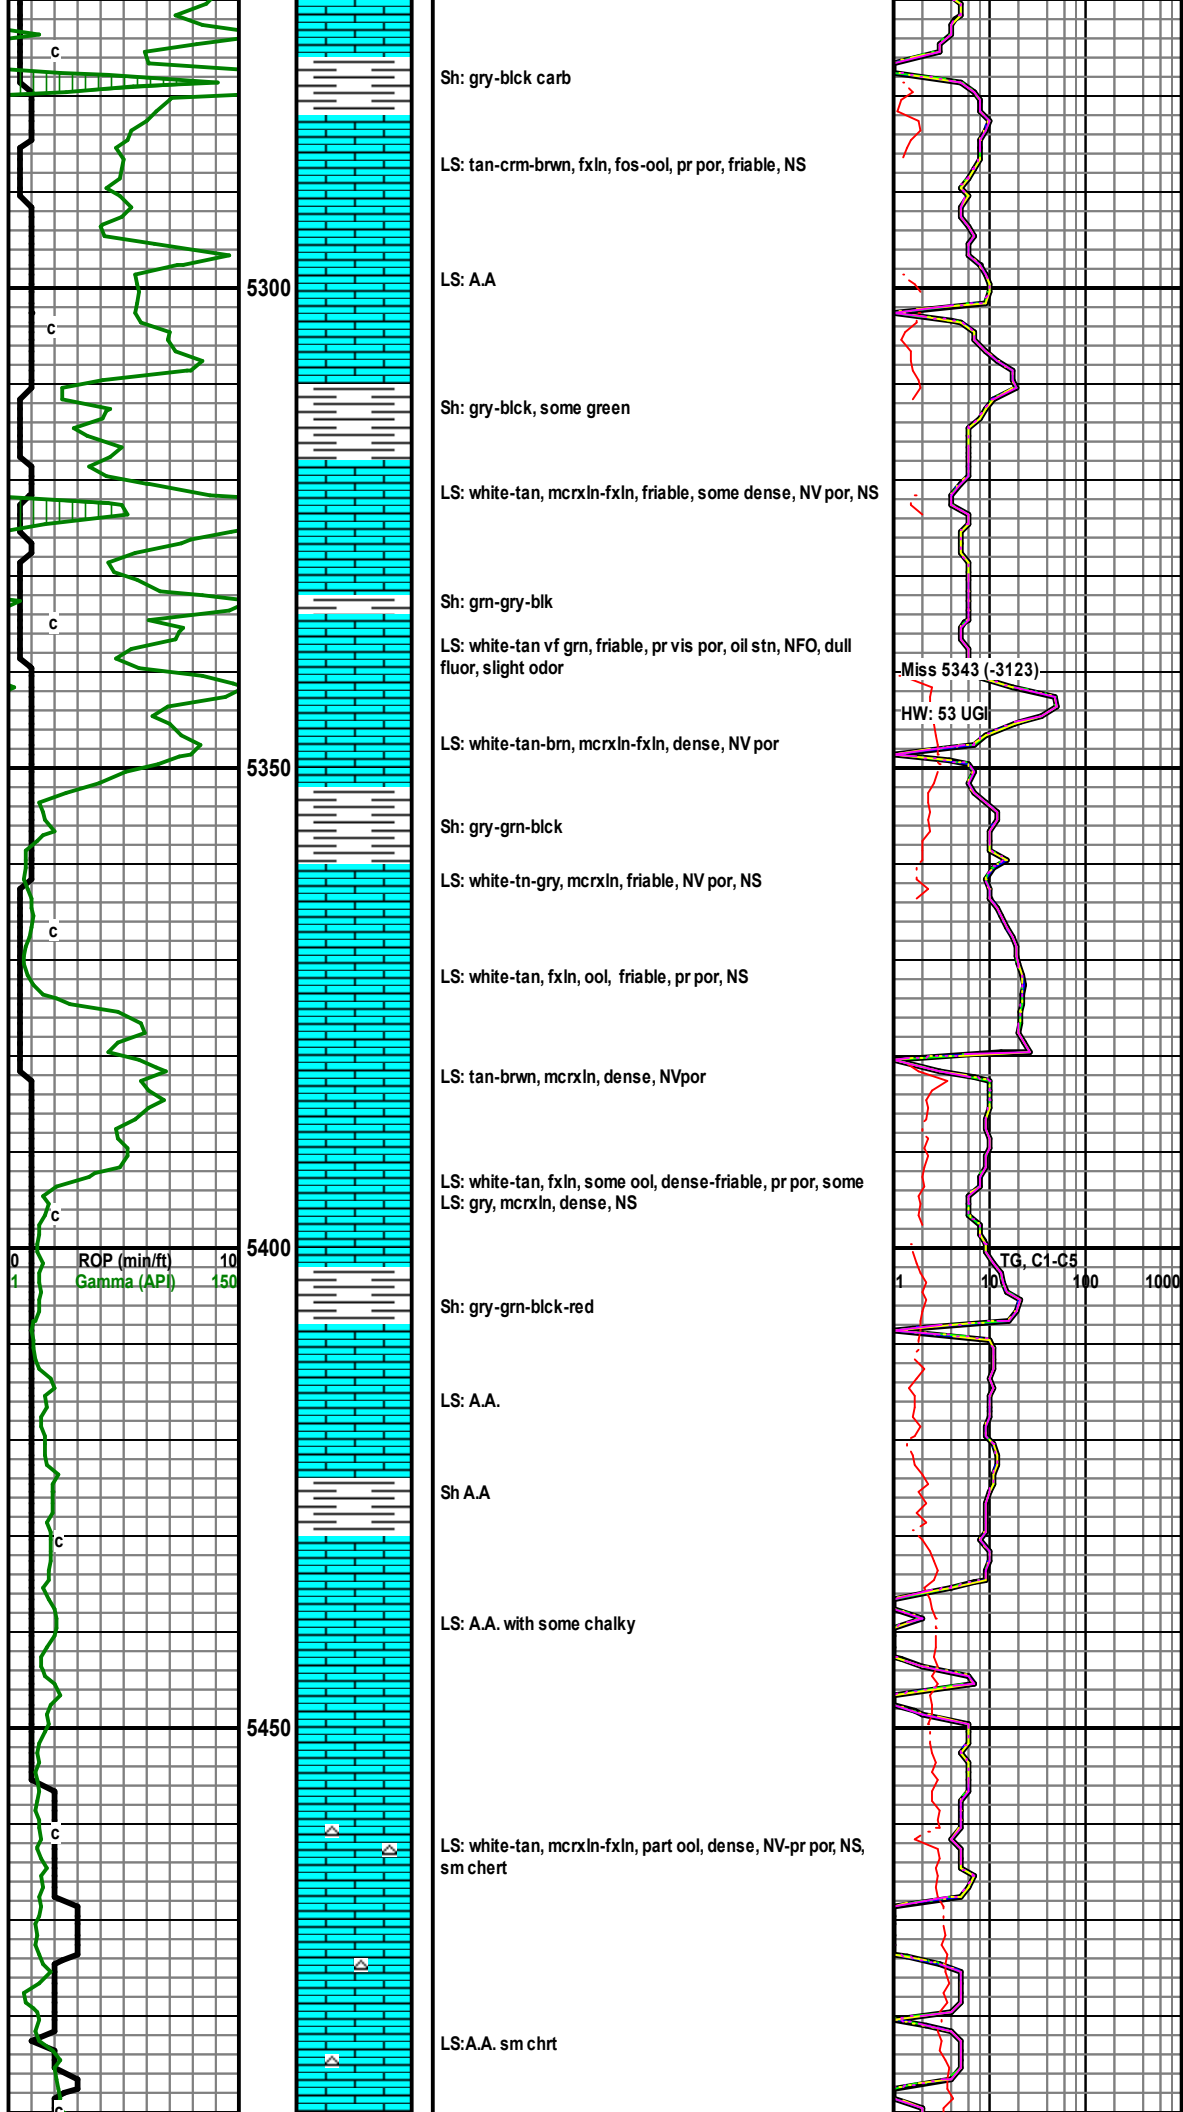 c
Sh: gry-blck carb
LS: tan-crm-brwn, fxln, fos-ool, pr por, friable, NS
LS: A.A
5300
c
Sh: gry-blck, some green
LS: white-tan, mcrxln-fxln, friable, some dense, NV por, NS
Sh: grn-gry-blk
c
LS: white-tan vf grn, friable, pr vis por, oil stn, NFO, dull
fluor, slight odor
Miss 5343 (-3123)
HW: 53 UGI
LS: white-tan-brn, mcrxln-fxln, dense, NV por
5350
Sh: gry-grn-blck
LS: white-tn-gry, mcrxln, friable, NV por, NS
c
LS: white-tan, fxln, ool, friable, pr por, NS
LS: tan-brwn, mcrxln, dense, NVpor
LS: white-tan, fxln, some ool, dense-friable, pr por, some
LS: gry, mcrxln, dense, NS
c
5400
0 ROP (min/ft) 10
TG, C1-C5
1 Gamma (API) 150
1 10 100 1000
Sh: gry-grn-blck-red
LS: A.A.
Sh A.A
c
LS: A.A. with some chalky
5450
c
LS: white-tan, mcrxln-fxln, part ool, dense, NV-pr por, NS,
sm chert
LS:A.A. sm chrt
c